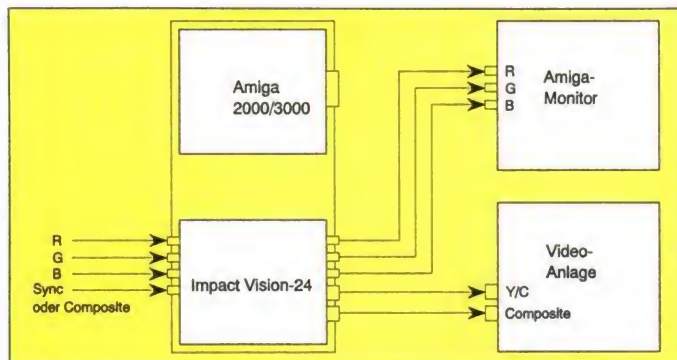 Amiga
2000/3000
R
G
B
Amiga-
Monitor
R
G
B
Sync
oder Composite
Impact Vision-24
Video-
Anlage
Y/C
Composite